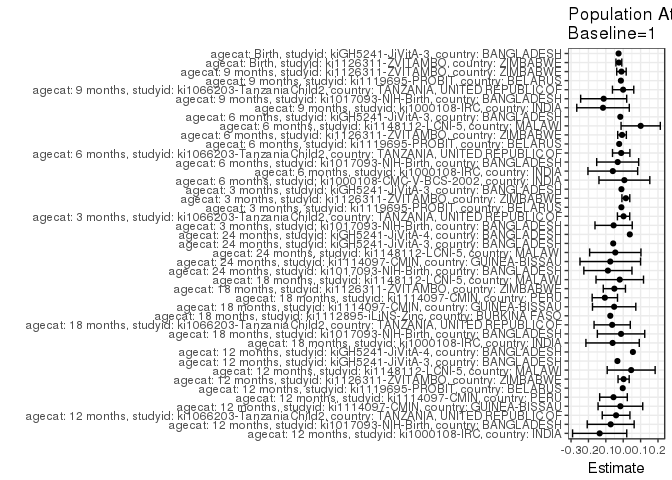 Population At
Baseline=1
agecat: Birth, studyid: kiGH5241-JiVitA-3, country: BANGLADESH
agecat: Birth, studyid: ki1126311-ZVITAMBO, country: ZIMBABWE
agecat: 9 months, studyid: ki1126311-ZVITAMBO, country: ZIMBABWE
agecat: 9 months, studyid: ki1119695-PROBIT, country: BELARUS
agecat: 9 months, studyid: ki1066203-TanzaniaChild2, country: TANZANIA, UNITED REPUBLIC OF
agecat: 9 months, studyid: ki1017093-NIH-Birth, country: BANGLADESH
agecat: 9 months, studyid: ki1000108-IRC, country: INDIA
agecat: 6 months, studyid: kiGH5241-JiVitA-3, country: BANGLADESH
agecat: 6 months, studyid: ki1148112-LCNI-5, country: MALAWI
agecat: 6 months, studyid: ki1126311-ZVITAMBO, country: ZIMBABWE
agecat: 6 months, studyid: ki1119695-PROBIT, country: BELARUS
agecat: 6 months, studyid: ki1066203-TanzaniaChild2, country: TANZANIA, UNITED REPUBLIC OF
agecat: 6 months, studyid: ki1017093-NIH-Birth, country: BANGLADESH
agecat: 6 months, studyid: ki1000108-IRC, country: INDIA
agecat: 6 months, studyid: ki1000108-CMC-V-BCS-2002, country: INDIA
agecat: 3 months, studyid: kiGH5241-JiVitA-3, country: BANGLADESH
agecat: 3 months, studyid: ki1126311-ZVITAMBO, country: ZIMBABWE
agecat: 3 months, studyid: ki1119695-PROBIT, country: BELARUS
agecat: 3 months, studyid: ki1066203-TanzaniaChild2, country: TANZANIA, UNITED REPUBLIC OF
agecat: 3 months, studyid: ki1017093-NIH-Birth, country: BANGLADESH
agecat: 24 months, studyid: kiGH5241-JiVitA-4, country: BANGLADESH
agecat: 24 months, studyid: kiGH5241-JiVitA-3, country: BANGLADESH
agecat: 24 months, studyid: ki1148112-LCNI-5, country: MALAWI
agecat: 24 months, studyid: ki1114097-CMIN, country: GUINEA-BISSAU
agecat: 24 months, studyid: ki1017093-NIH-Birth, country: BANGLADESH
agecat: 18 months, studyid: ki1148112-LCNI-5, country: MALAWI
agecat: 18 months, studyid: ki1126311-ZVITAMBO, country: ZIMBABWE
agecat: 18 months, studyid: ki1114097-CMIN, country: PERU
agecat: 18 months, studyid: ki1114097-CMIN, country: GUINEA-BISSAU
agecat: 18 months, studyid: ki1112895-iLiNS-Zinc, country: BURKINA FASO
agecat: 18 months, studyid: ki1066203-TanzaniaChild2, country: TANZANIA, UNITED REPUBLIC OF
agecat: 18 months, studyid: ki1017093-NIH-Birth, country: BANGLADESH
agecat: 18 months, studyid: ki1000108-IRC, country: INDIA
agecat: 12 months, studyid: kiGH5241-JiVitA-4, country: BANGLADESH
agecat: 12 months, studyid: kiGH5241-JiVitA-3, country: BANGLADESH
agecat: 12 months, studyid: ki1148112-LCNI-5, country: MALAWI
agecat: 12 months, studyid: ki1126311-ZVITAMBO, country: ZIMBABWE
agecat: 12 months, studyid: ki1119695-PROBIT, country: BELARUS
agecat: 12 months, studyid: ki1114097-CMIN, country: PERU
agecat: 12 months, studyid: ki1114097-CMIN, country: GUINEA-BISSAU
agecat: 12 months, studyid: ki1066203-TanzaniaChild2, country: TANZANIA, UNITED REPUBLIC OF
agecat: 12 months, studyid: ki1017093-NIH-Birth, country: BANGLADESH
agecat: 12 months, studyid: ki1000108-IRC, country: INDIA
-0.3 -0.2 -0.1 0.0 0.1 0.2
Estimate